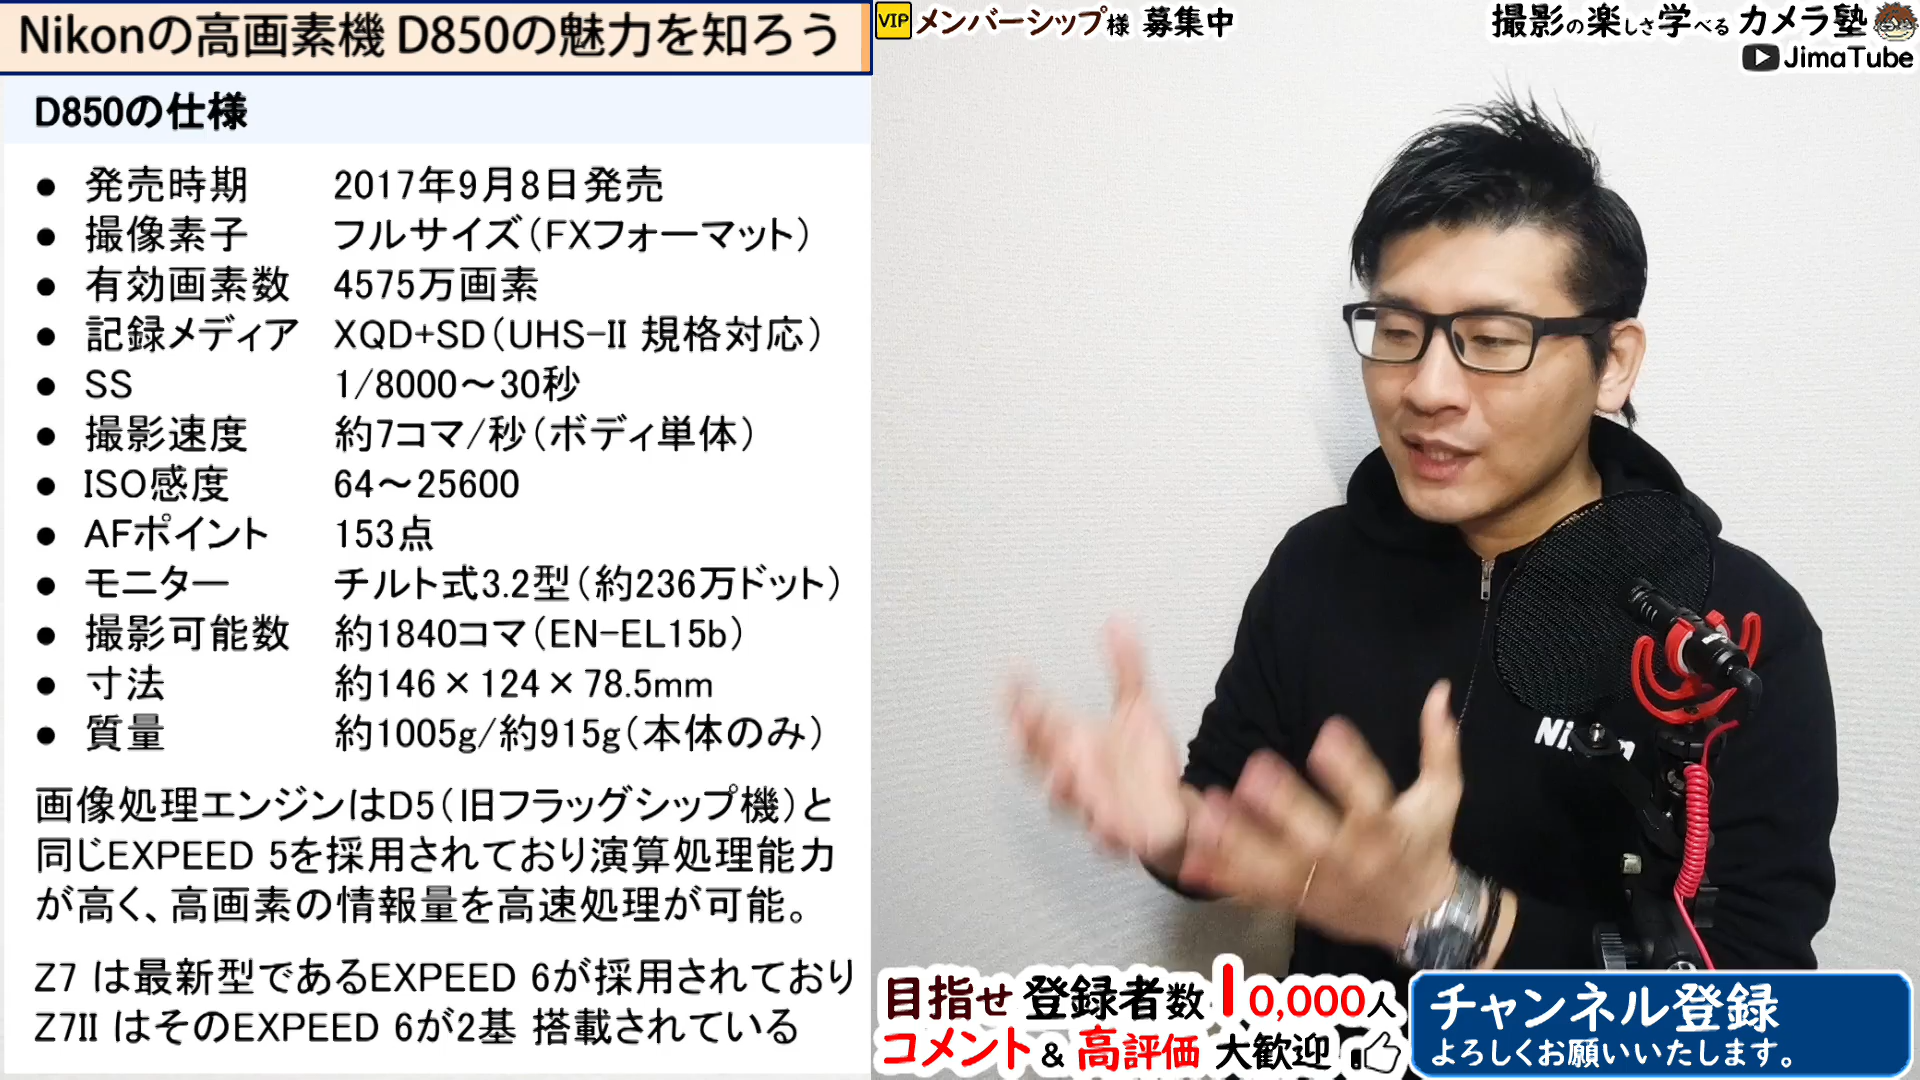 Nikonの高画素機 D850の魅力を知ろう
VIP メンバーシップ様 募集中
撮影の楽しさ学べる カメラ塾
JimaTube
D850の仕様
● 発売時期 2017年9月8日発売
● 撮像素子 フルサイズ（FXフォーマット）
● 有効画素数 4575万画素
● 記録メディア XQD+SD（UHS-II 規格対応）
● SS 1/8000～30秒
● 撮影速度 約7コマ/秒（ボディ単体）
● ISO感度 64～25600
● AFポイント 153点
● モニター チルト式3.2型（約236万ドット）
● 撮影可能数 約1840コマ（EN-EL15b）
● 寸法 約146×124×78.5mm
● 質量 約1005g/約915g（本体のみ）
画像処理エンジンはD5（旧フラッグシップ機）と
同じEXPEED 5を採用されており演算処理能力
が高く、高画素の情報量を高速処理が可能。
Z7 は最新型であるEXPEED 6が採用されており
Z7II はそのEXPEED 6が2基 搭載されている
目指せ 登録者数 10,000人
コメント & 高評価 大歓迎
チャンネル登録
よろしくお願いいたします。